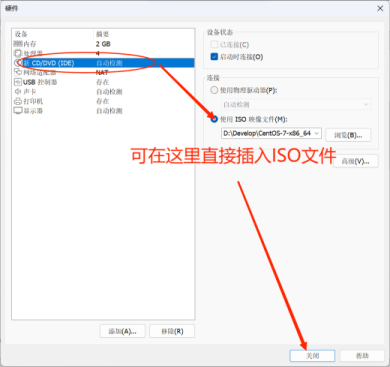 硬件
设备 摘要
内存 2 GB
处理器 4
新 CD/DVD (IDE) 自动检测
网络适配器 NAT
USB 控制器 存在
声卡 自动检测
打印机 存在
显示器 自动检测
添加(A)...
移除(R)
设备状态
已连接(C)
启动时连接(O)
连接
使用物理驱动器(P):
自动检测
使用 ISO 映像文件(M):
D:\Develop\CentOS-7-x86_64
浏览(B)...
高级(V)...
可在这里直接插入ISO文件
关闭
帮助